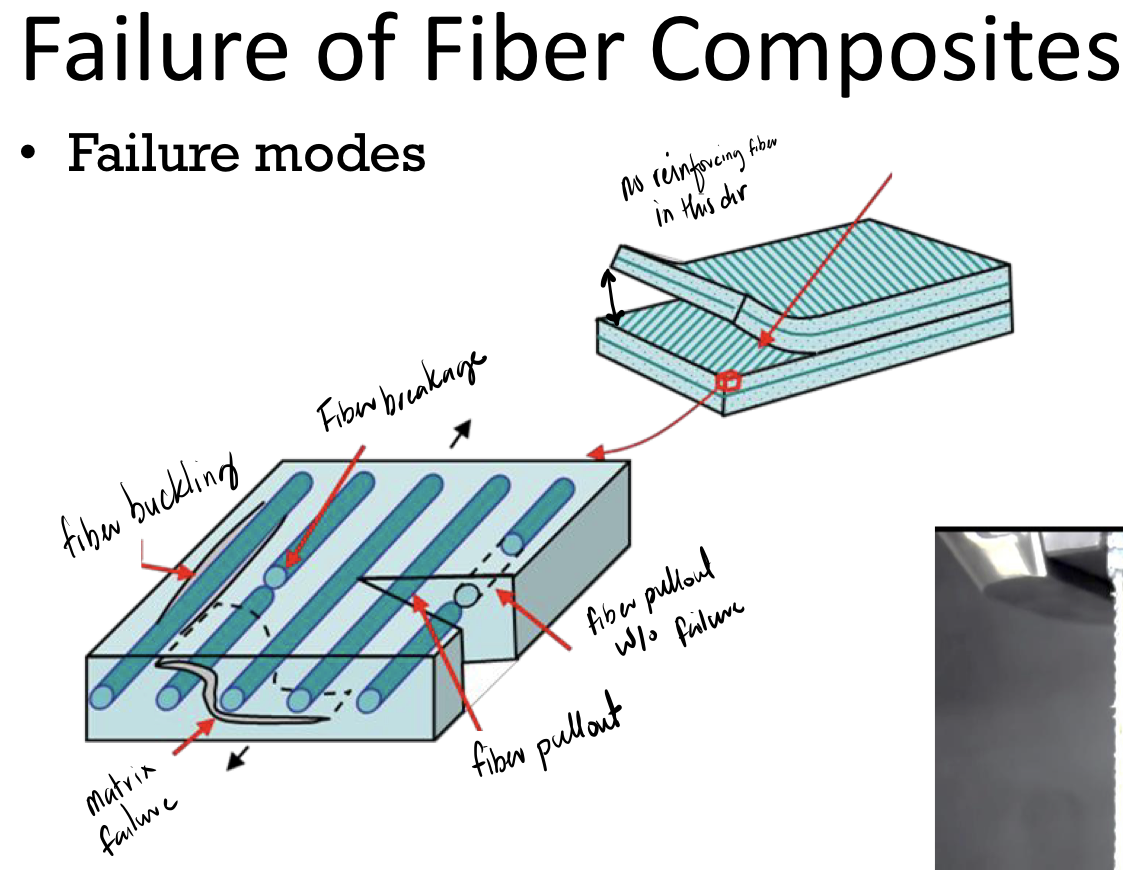 Failure of Fiber Composites
• Failure modes
no reinforcing fiber
in this dir
Fiber breakage
fiber buckling
fiber pullout
w/o failure
fiber pullout
matrix
failure